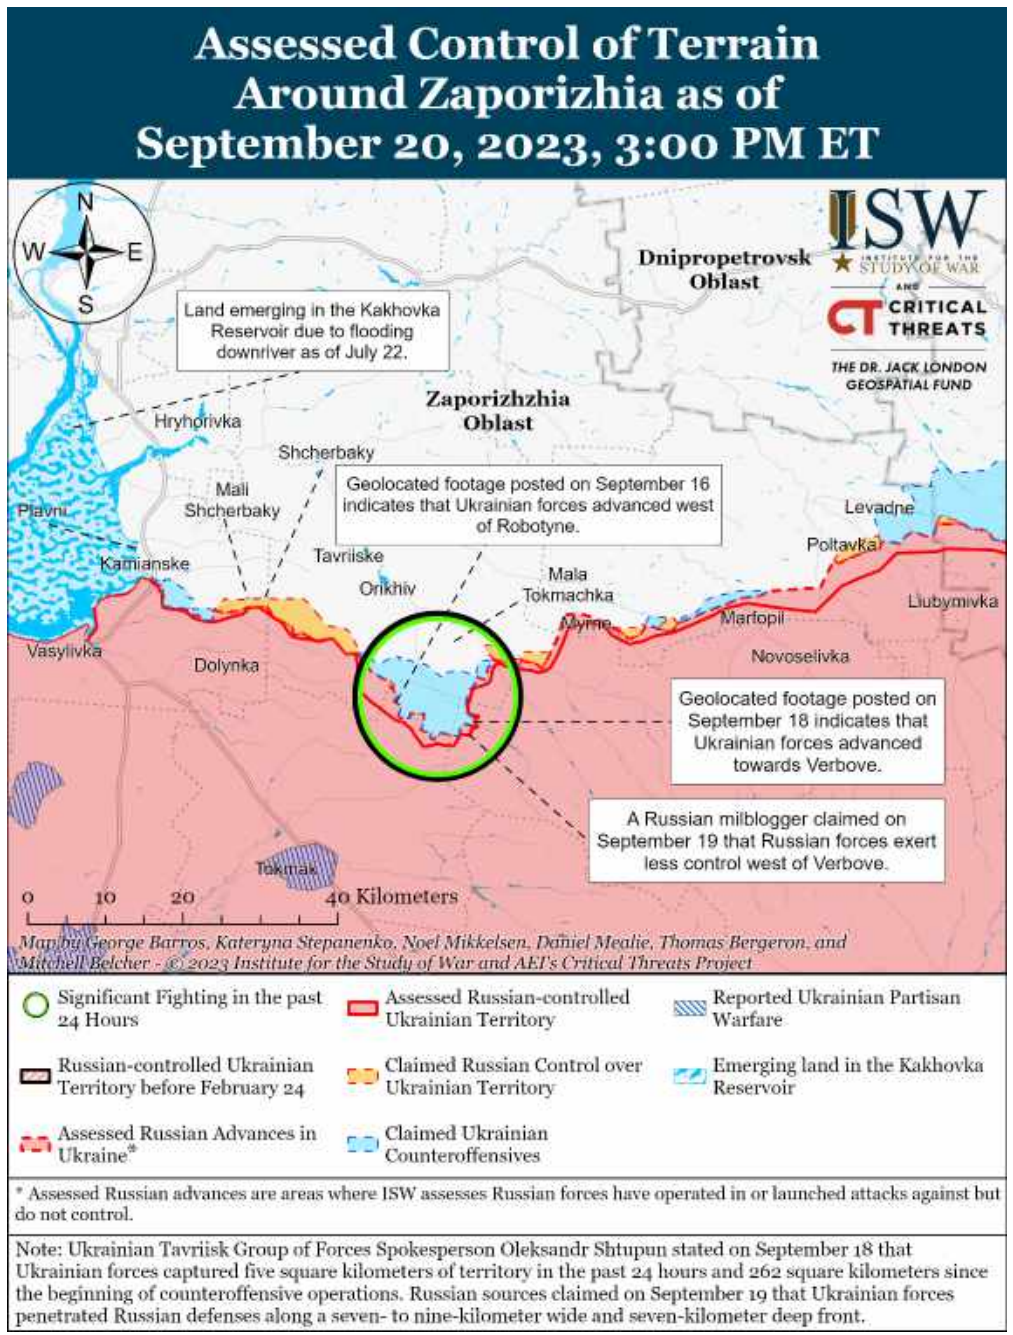 Assessed Control of Terrain
Around Zaporizhia as of
September 20, 2023, 3:00 PM ET
N
W
E
S
ISW
INSTITUTE FOR THE
STUDY OF WAR
AND
CT CRITICAL
THREATS
THE DR. JACK LONDON
GEOSPATIAL FUND
Dnipropetrovsk
Oblast
Land emerging in the Kakhovka
Reservoir due to flooding
downriver as of July 22.
Zaporizhzhia
Oblast
Hryhorivka
Shcherbaky
Geolocated footage posted on September 16
indicates that Ukrainian forces advanced west
of Robotyne.
Mali
Shcherbaky
Levadne
Plavni
Poltavka
Kamianske
Tavriiske
Orikhiv
Mala
Tokmachka
Liubymivka
Myrne
Marfopil
Vasylivka
Dolynka
Novoselivka
Geolocated footage posted on
September 18 indicates that
Ukrainian forces advanced
towards Verbove.
A Russian milblogger claimed on
September 19 that Russian forces exert
less control west of Verbove.
Tokmak
0 10 20 40 Kilometers
Map by George Barros, Kateryna Stepanenko, Noel Mikkelsen, Daniel Mealie, Thomas Bergeron, and
Mitchell Belcher - © 2023 Institute for the Study of War and AEI's Critical Threats Project
Significant Fighting in the past
24 Hours
Assessed Russian-controlled
Ukrainian Territory
Reported Ukrainian Partisan
Warfare
Russian-controlled Ukrainian
Territory before February 24
Claimed Russian Control over
Ukrainian Territory
Emerging land in the Kakhovka
Reservoir
Assessed Russian Advances in
Ukraine*
Claimed Ukrainian
Counteroffensives
* Assessed Russian advances are areas where ISW assesses Russian forces have operated in or launched attacks against but
do not control.
Note: Ukrainian Tavriisk Group of Forces Spokesperson Oleksandr Shtupun stated on September 18 that
Ukrainian forces captured five square kilometers of territory in the past 24 hours and 262 square kilometers since
the beginning of counteroffensive operations. Russian sources claimed on September 19 that Ukrainian forces
penetrated Russian defenses along a seven- to nine-kilometer wide and seven-kilometer deep front.